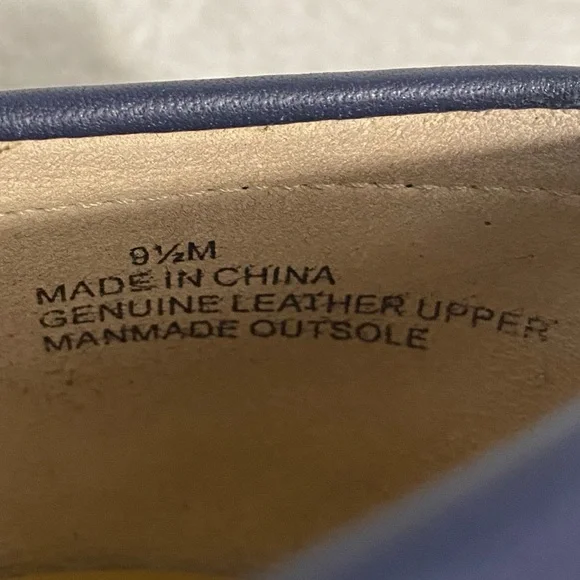 9½M
MADE IN CHINA
GENUINE LEATHER UPPER
MANMADE OUTSOLE